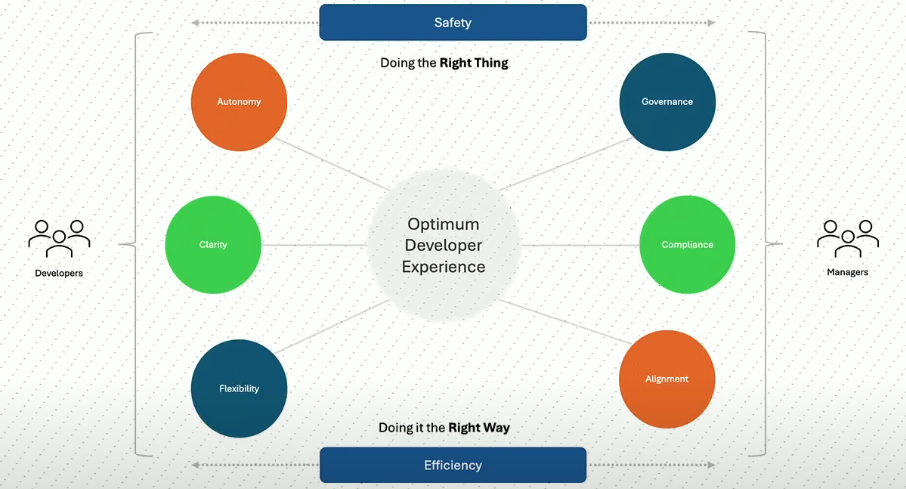 Safety
Doing the Right Thing
Autonomy
Governance
Optimum
Developer
Experience
Clarity
Compliance
Developers
Managers
Flexibility
Alignment
Doing it the Right Way
Efficiency